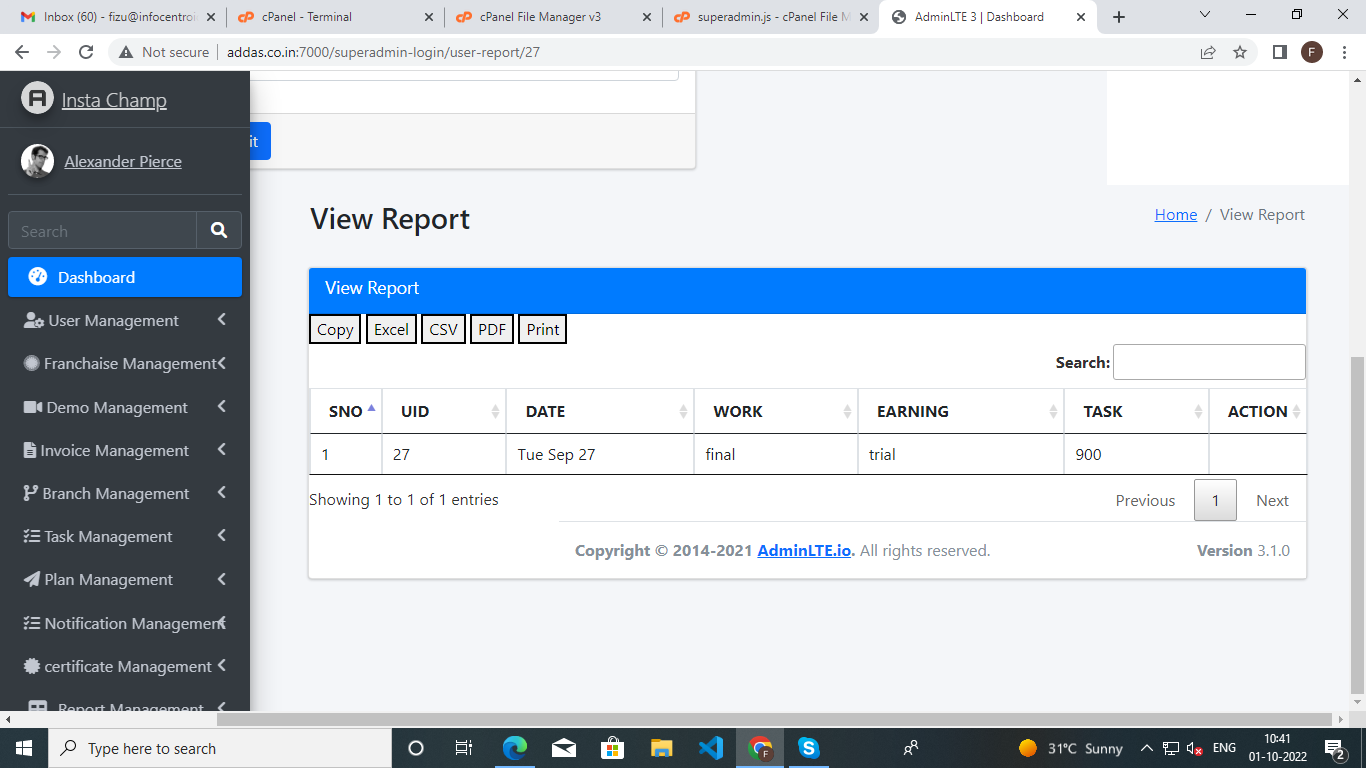 Inbox (60) - fizu@infocentroi
cPanel - Terminal
cPanel File Manager v3
superadmin.js - cPanel File M
AdminLTE 3 | Dashboard
Not secure
addas.co.in:7000/superadmin-login/user-report/27
F
Insta Champ
it
Alexander Pierce
Search
View Report
Home / View Report
Dashboard
User Management
Franchaise Management
Demo Management
Invoice Management
Branch Management
Task Management
Plan Management
Notification Management
certificate Management
Report Management
View Report
Copy Excel CSV PDF Print
Search:
SNO UID DATE WORK EARNING TASK ACTION
1 27 Tue Sep 27 final trial 900
Showing 1 to 1 of 1 entries
Previous 1 Next
Copyright © 2014-2021 AdminLTE.io. All rights reserved.
Version 3.1.0
Type here to search
F
31°C Sunny
ENG
10:41
01-10-2022
2